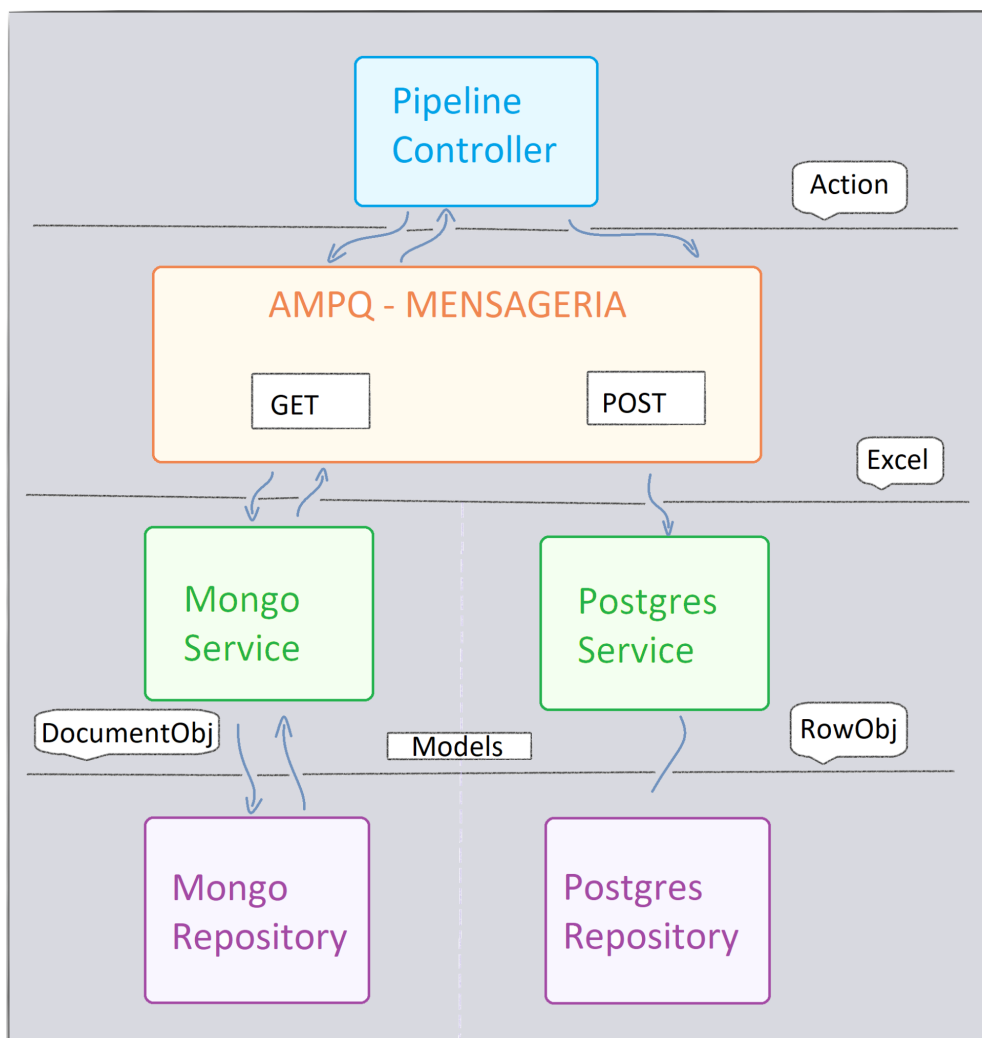 Pipeline
Controller
Action
AMPQ - MENSAGERIA
GET
POST
Excel
Mongo
Service
Postgres
Service
DocumentObj
Models
RowObj
Mongo
Repository
Postgres
Repository